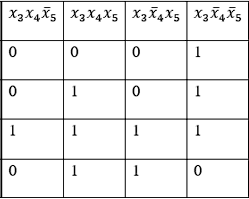 x₃x₄x̄₅ x₃x₄x₅ x₃x̄₄x₅ x₃x̄₄x̄₅
0 0 0 1
0 1 0 1
1 1 1 1
0 1 1 0